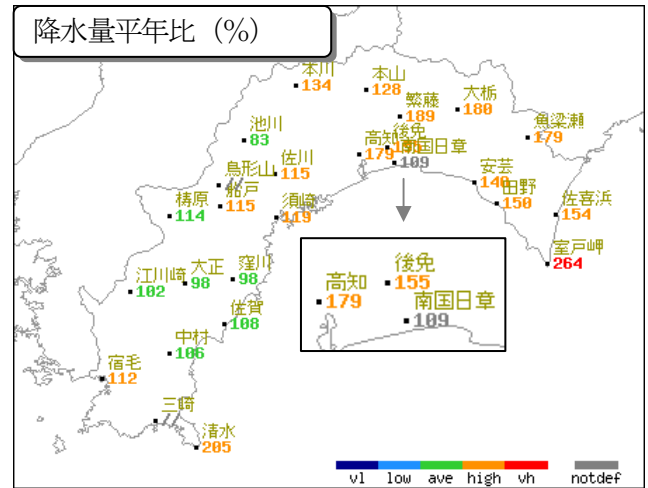 降水量平年比（％）
本川
134
本山
128
繁藤
189
大栃
180
魚梁瀬
179
池川
83
高知
179
後免
155
南国日章
109
鳥形山
//
佐川
115
船戸
115
梼原
114
須崎
119
安芸
140
田野
150
佐喜浜
154
室戸岬
264
江川崎
102
大正
98
窪川
98
佐賀
108
中村
106
宿毛
112
三崎
//
清水
205
後免
155
高知
179
南国日章
109
vl low ave high vh notdef